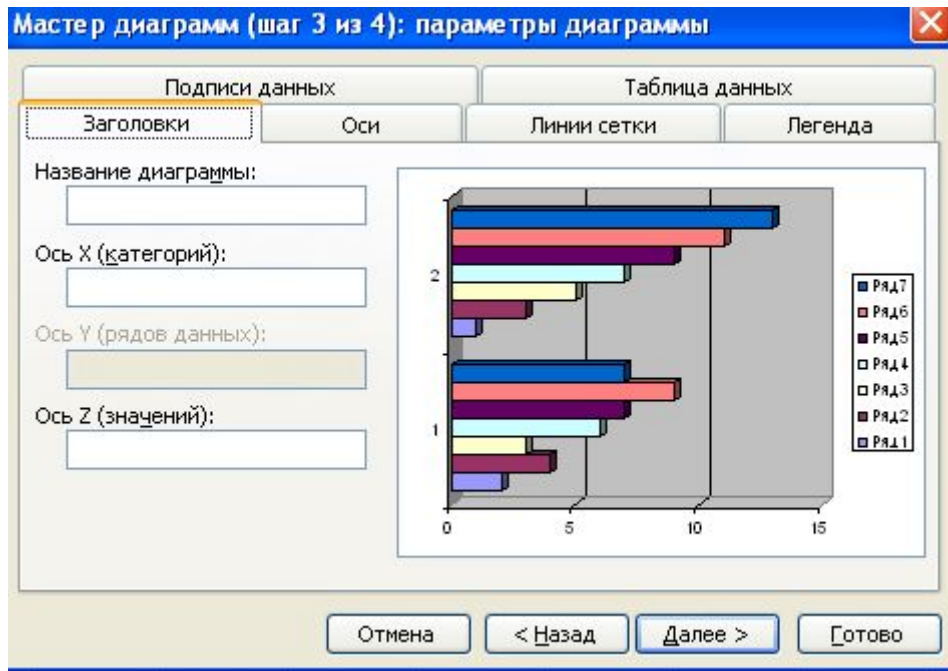 Мастер диаграмм (шаг 3 из 4): параметры диаграммы
Подписи данных
Таблица данных
Заголовки
Оси
Линии сетки
Легенда
Название диаграммы:
Ось X (категорий):
Ось Y (рядов данных):
Ось Z (значений):
2
1
0
5
10
15
Ряд7
Ряд6
Ряд5
Ряд4
Ряд3
Ряд2
Ряд1
Отмена
< Назад
Далее >
Готово